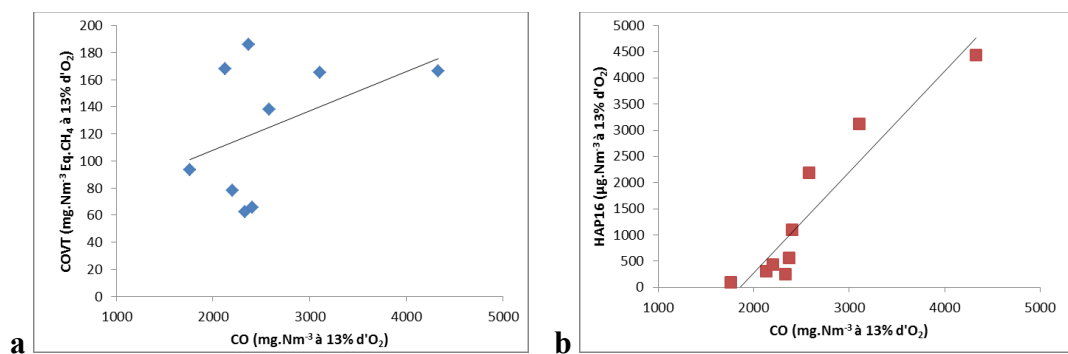 200
180
160
140
120
100
80
60
40
20
0
1000 2000 3000 4000 5000
COVT (mg.Nm⁻³ Eq.CH₄ à 13% d'O₂)
CO (mg.Nm⁻³ à 13% d'O₂)
a
5000
4500
4000
3500
3000
2500
2000
1500
1000
500
0
1000 2000 3000 4000 5000
HAP16 (µg.Nm⁻³ à 13% d'O₂)
CO (mg.Nm⁻³ à 13% d'O₂)
b